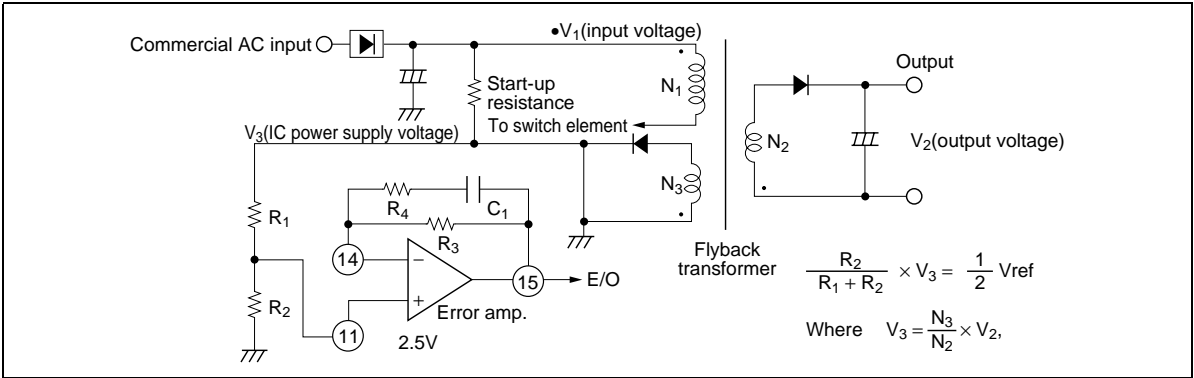 Commercial AC input
•V1(input voltage)
Start-up
resistance
N1
Output
To switch element
V3(IC power supply voltage)
N2
V2(output voltage)
N3
R4
C1
R1
R3
14
−
Flyback
transformer
R2 / R1 + R2 × V3 = 1/2 Vref
15
E/O
R2
+
Error amp.
11
2.5V
Where V3 = N3/N2 × V2,